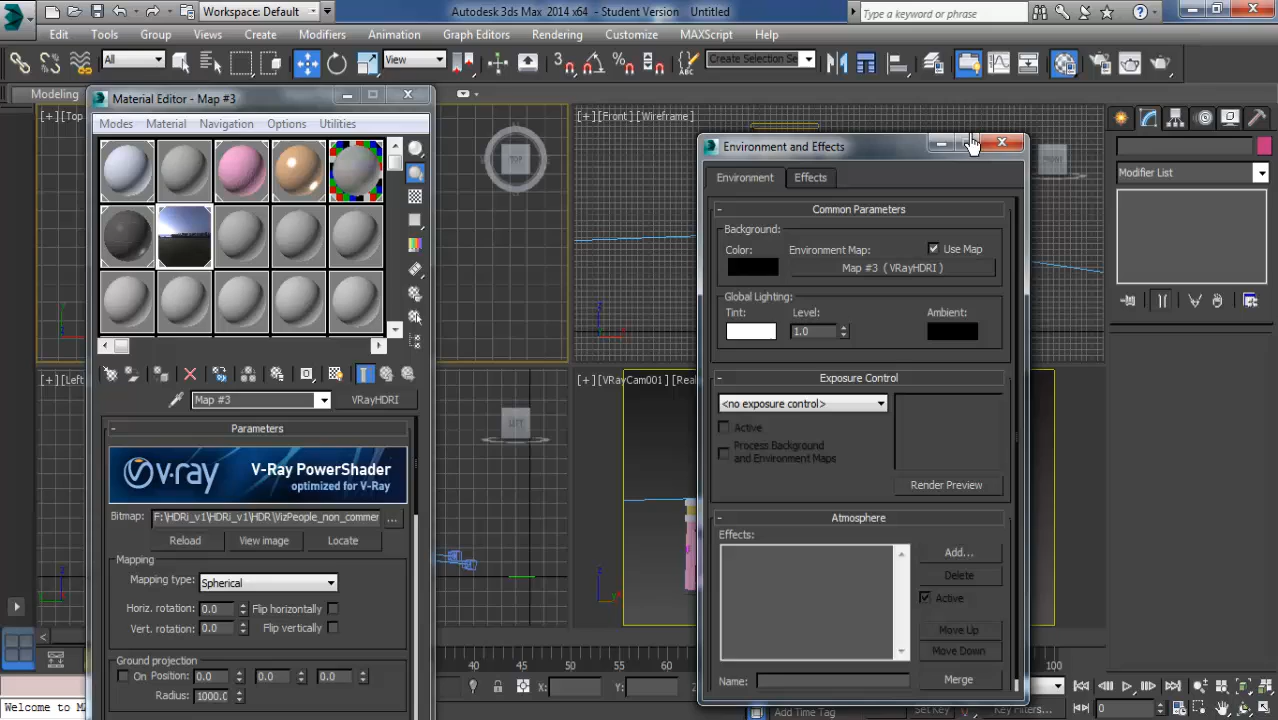 Workspace: Default
Autodesk 3ds Max 2014 x64 - Student Version Untitled
Type a keyword or phrase
Edit Tools Group Views Create Modifiers Animation Graph Editors Rendering Customize MAXScript Help
All
View
Create Selection Se
Modeling
Material Editor - Map #3
[+][Top
TOP
[+][Front][Wireframe]
Modes Material Navigation Options Utilities
Environment and Effects
Environment Effects
Modifier List
Common Parameters
Background:
Color: Environment Map: Use Map
Map #3 ( VRayHDRI )
Global Lighting:
Tint: Level: Ambient:
1.0
[+][Left
[+][VRayCam001][Rea
Exposure Control
<no exposure control>
Active
Process Background
and Environment Maps
Render Preview
Map #3 VRayHDRI
LEFT
Parameters
v·ray V-Ray PowerShader
optimized for V-Ray
Bitmap: F:\HDRi_v1\HDRi_v1\HDR\VizPeople_non_commer ...
Reload View image Locate
Mapping
Mapping type: Spherical
Horiz. rotation: 0.0 Flip horizontally
Vert. rotation: 0.0 Flip vertically
Ground projection
On Position: 0.0 0.0 0.0
Radius: 1000.0
Atmosphere
Effects:
Add...
Delete
Active
Move Up
Move Down
Name: Merge
40 45 50 55 60 100
X: Y: Z
0
Welcome to M
Add Time Tag
Set Key Key Filters...